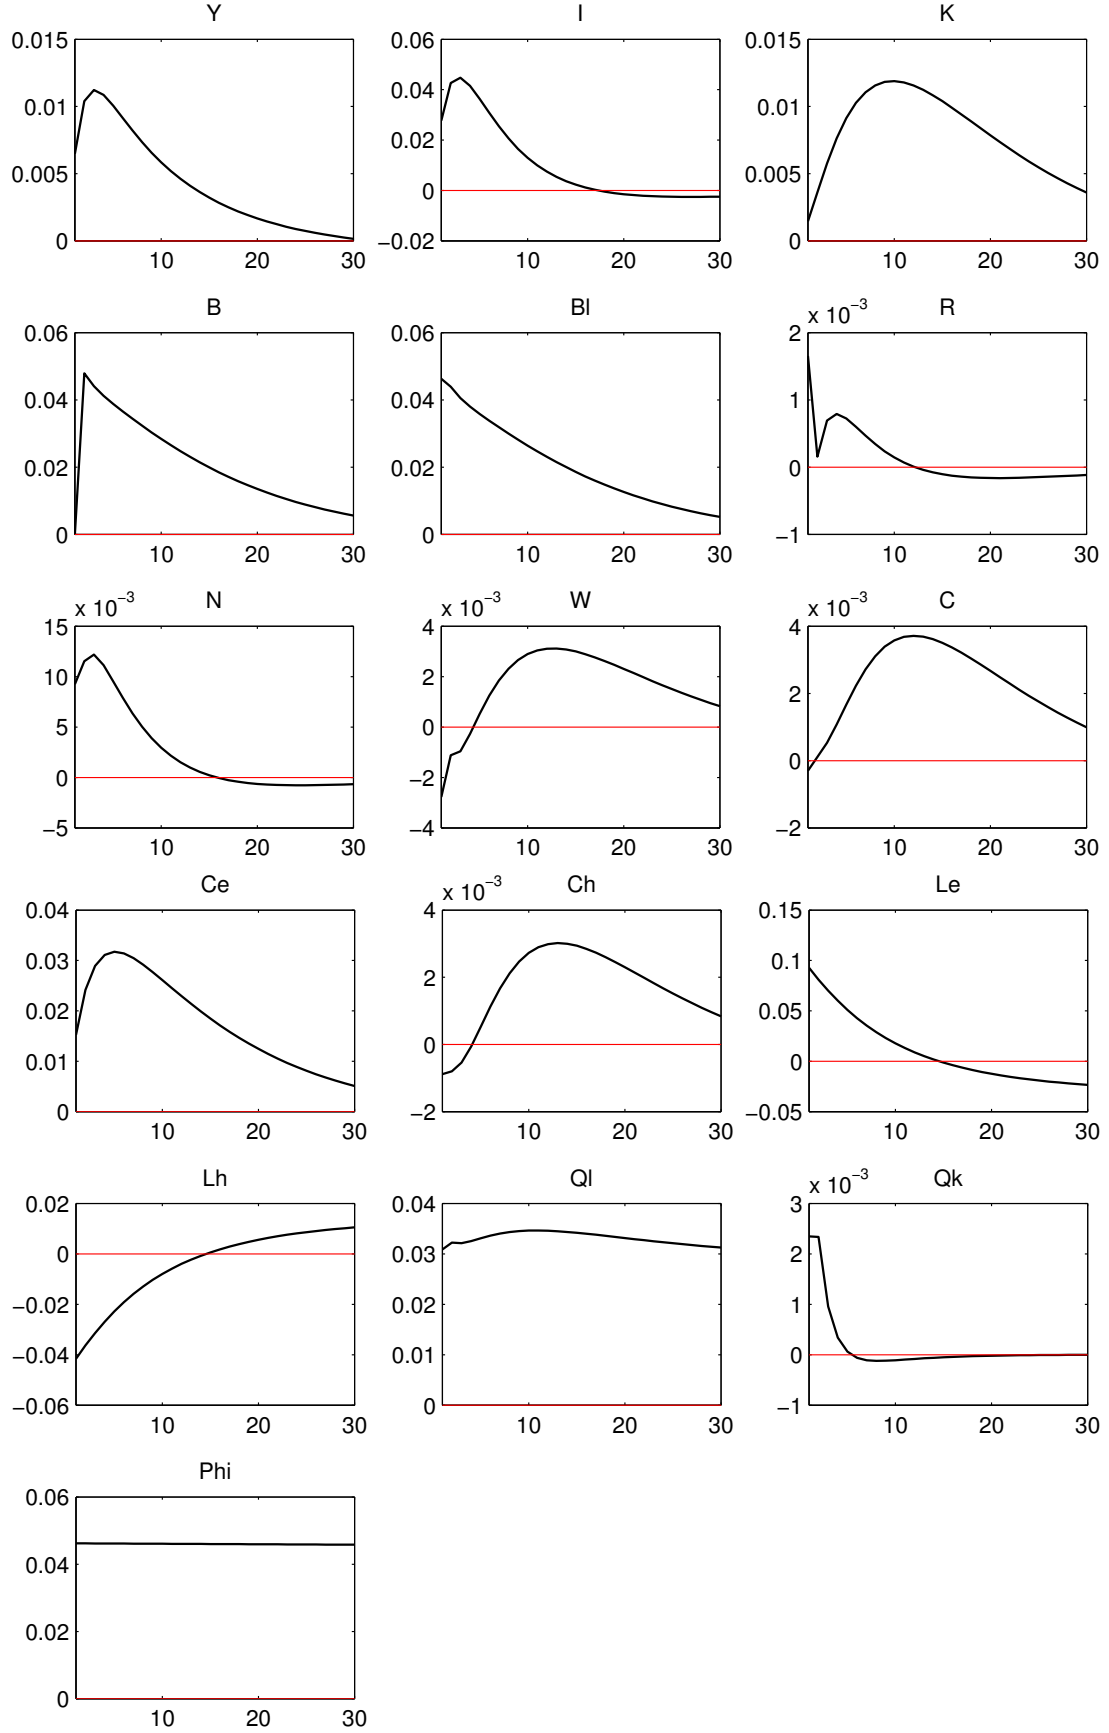 Y I K
0.015 0.06 0.015
0.04
0.01 0.01
0.02
0.005 0.005
0
0 −0.02 0
10 20 30 10 20 30 10 20 30
B Bl R
x 10−3
0.06 0.06 2
0.04 0.04 1
0.02 0.02 0
0 0 −1
10 20 30 10 20 30 10 20 30
N W C
x 10−3 x 10−3 x 10−3
15 4 4
10 2
2
5 0
0
0 −2
−5 −4 −2
10 20 30 10 20 30 10 20 30
Ce Ch Le
x 10−3
0.04 4 0.15
0.03 0.1
2
0.02 0.05
0
0.01 0
0 −2 −0.05
10 20 30 10 20 30 10 20 30
Lh Ql Qk
x 10−3
0.02 0.04 3
0 0.03 2
−0.02 0.02 1
−0.04 0.01 0
−0.06 0 −1
10 20 30 10 20 30 10 20 30
Phi
0.06
0.04
0.02
0
10 20 30